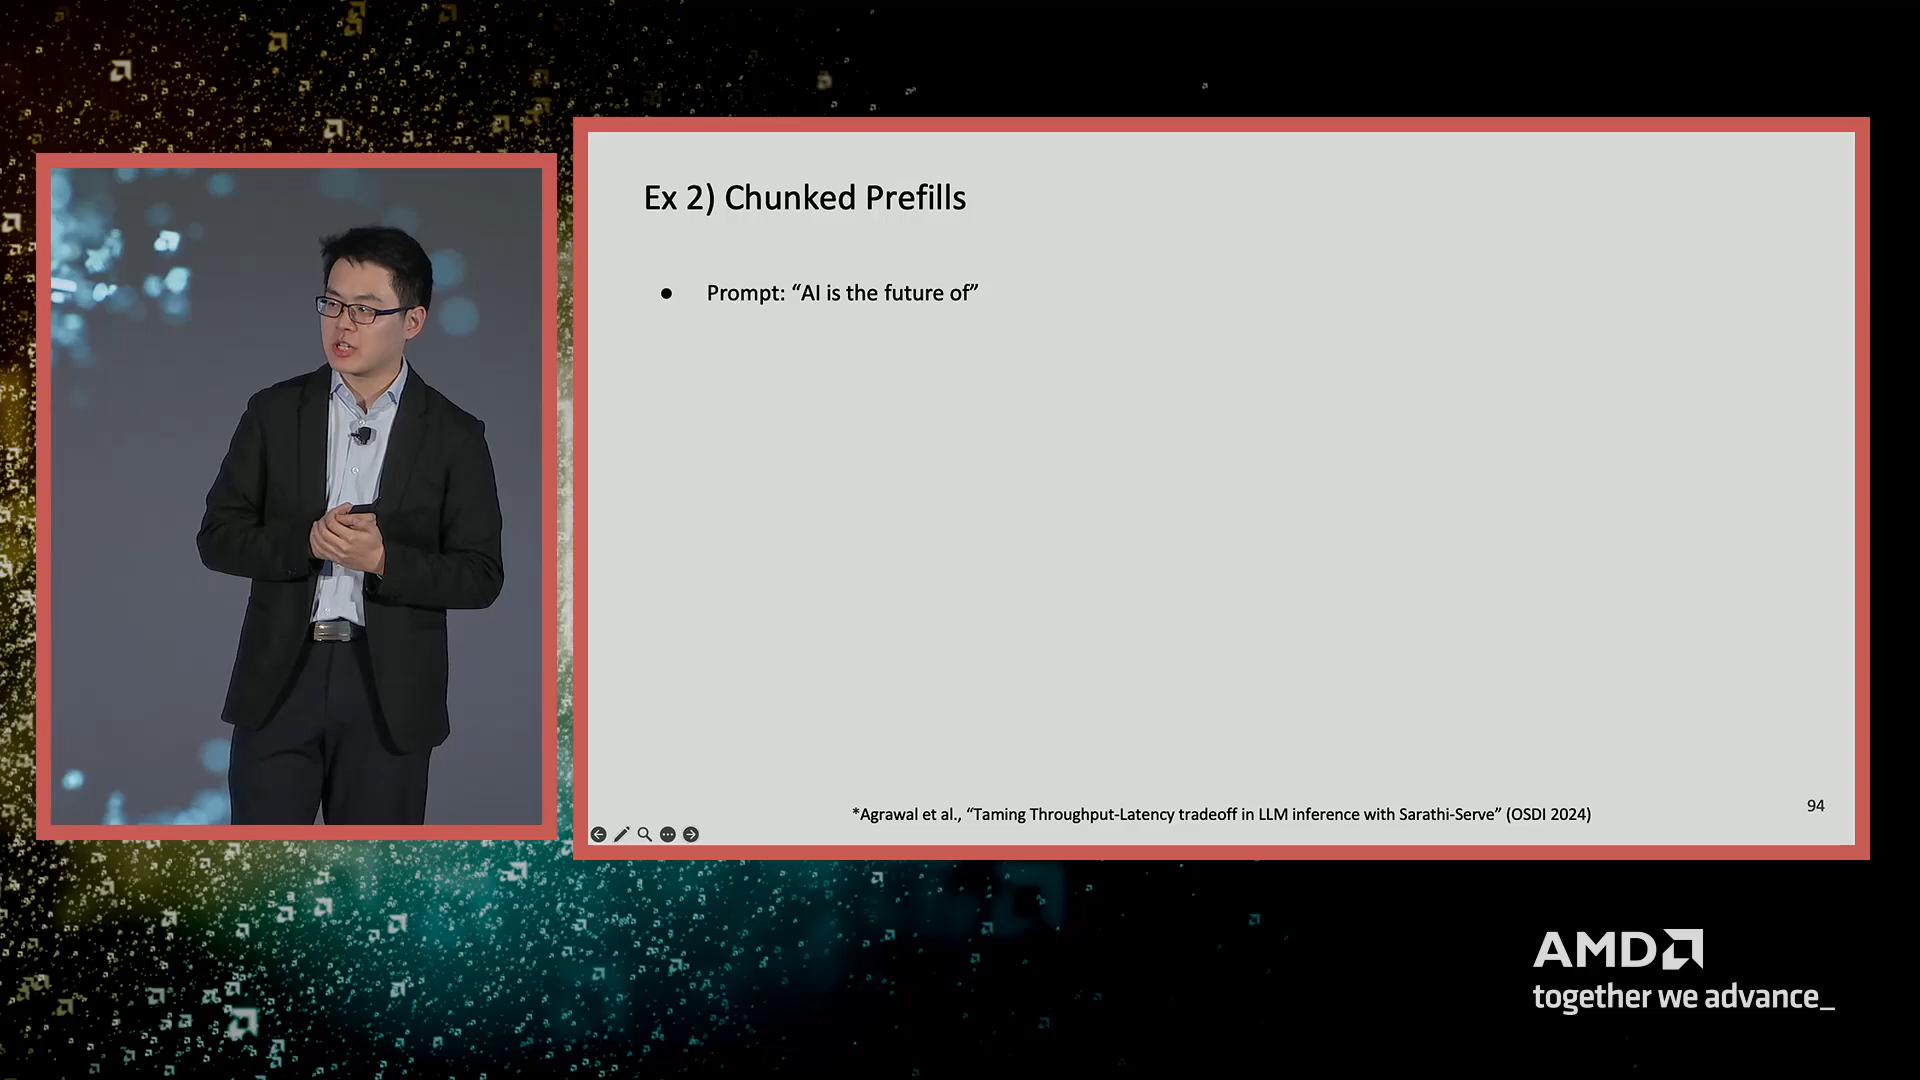 Ex 2) Chunked Prefills
● Prompt: “AI is the future of”
*Agrawal et al., “Taming Throughput-Latency tradeoff in LLM inference with Sarathi-Serve” (OSDI 2024)
94
AMD
together we advance_